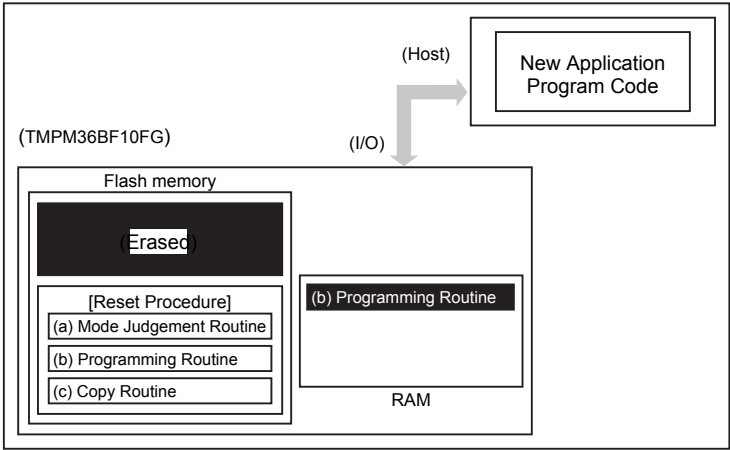 (Host)
New Application
Program Code
(TMPM36BF10FG)
(I/O)
Flash memory
(Erased)
[Reset Procedure]
(a) Mode Judgement Routine
(b) Programming Routine
(c) Copy Routine
(b) Programming Routine
RAM